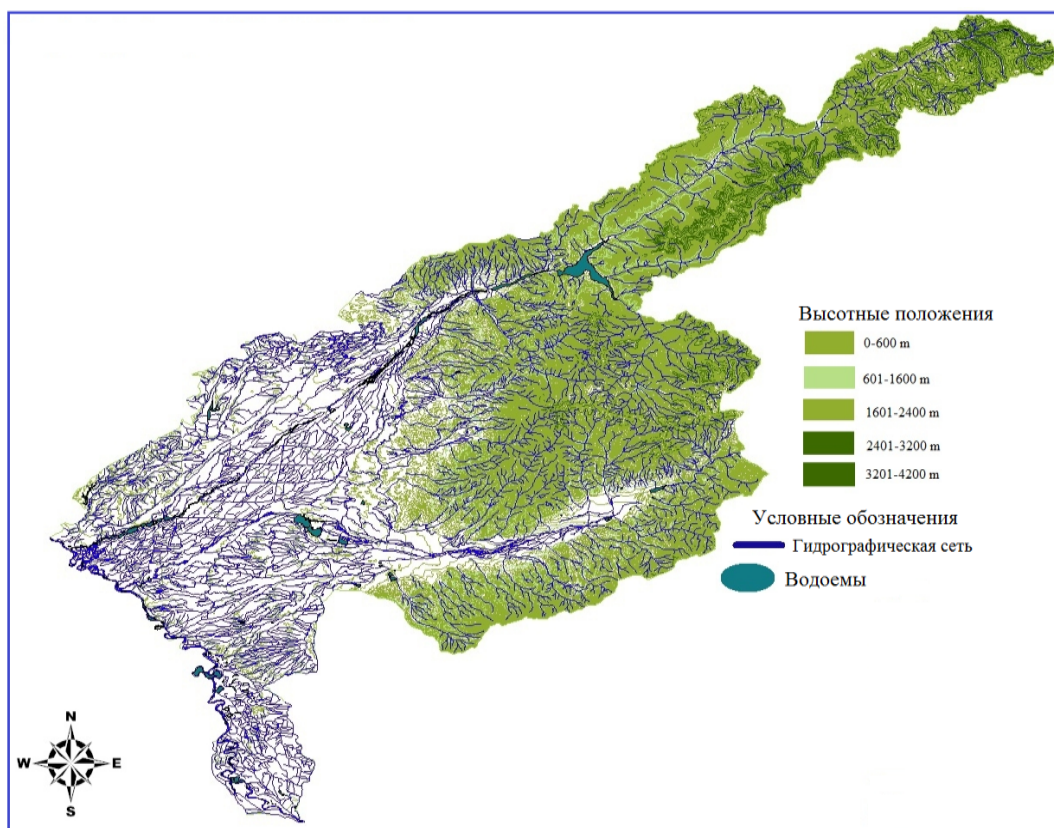 Высотные положения
0-600 m
601-1600 m
1601-2400 m
2401-3200 m
3201-4200 m
Условные обозначения
Гидрографическая сеть
Водоемы
N
W E
S